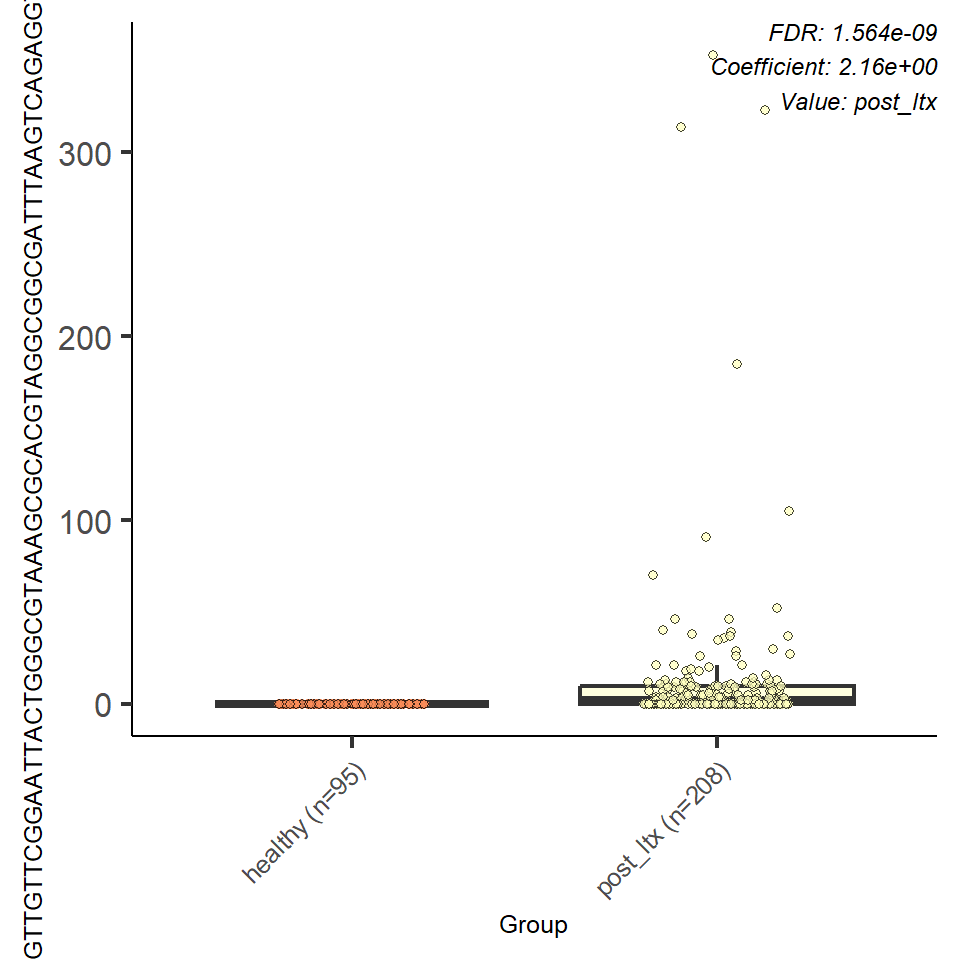 FDR: 1.564e-09
Coefficient: 2.16e+00
Value: post_ltx
GTTGTTCGGAATTACTGGGCGTAAAGCGCACGTAGGCGGCGATTTAAGTCAGAGGT
300
200
100
0
healthy (n=95)
post_ltx (n=208)
Group